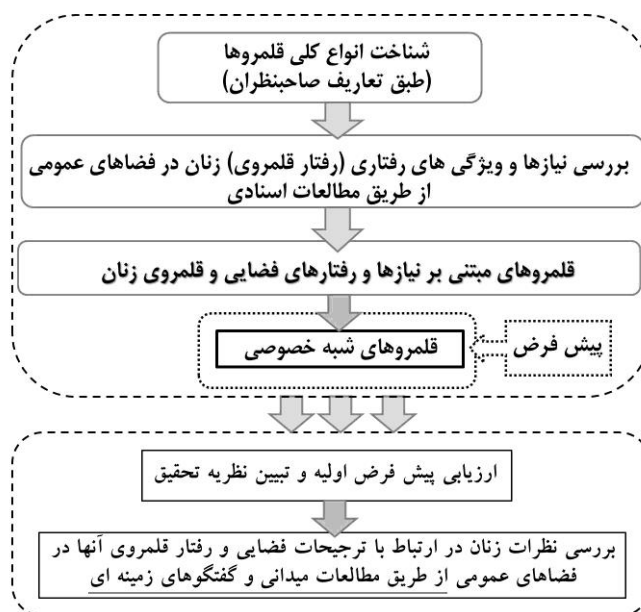 شناخت انواع کلی قلمروها
(طبق تعاریف صاحبنظران)
بررسی نیازها و ویژگی های رفتاری (رفتار قلمروی) زنان در فضاهای عمومی
از طریق مطالعات اسنادی
قلمروهای مبتنی بر نیازها و رفتارهای فضایی و قلمروی زنان
پیش فرض
قلمروهای شبه خصوصی
ارزیابی پیش فرض اولیه و تبیین نظریه تحقیق
بررسی نظرات زنان در ارتباط با ترجیحات فضایی و رفتار قلمروی آنها در
فضاهای عمومی از طریق مطالعات میدانی و گفتگوهای زمینه ای